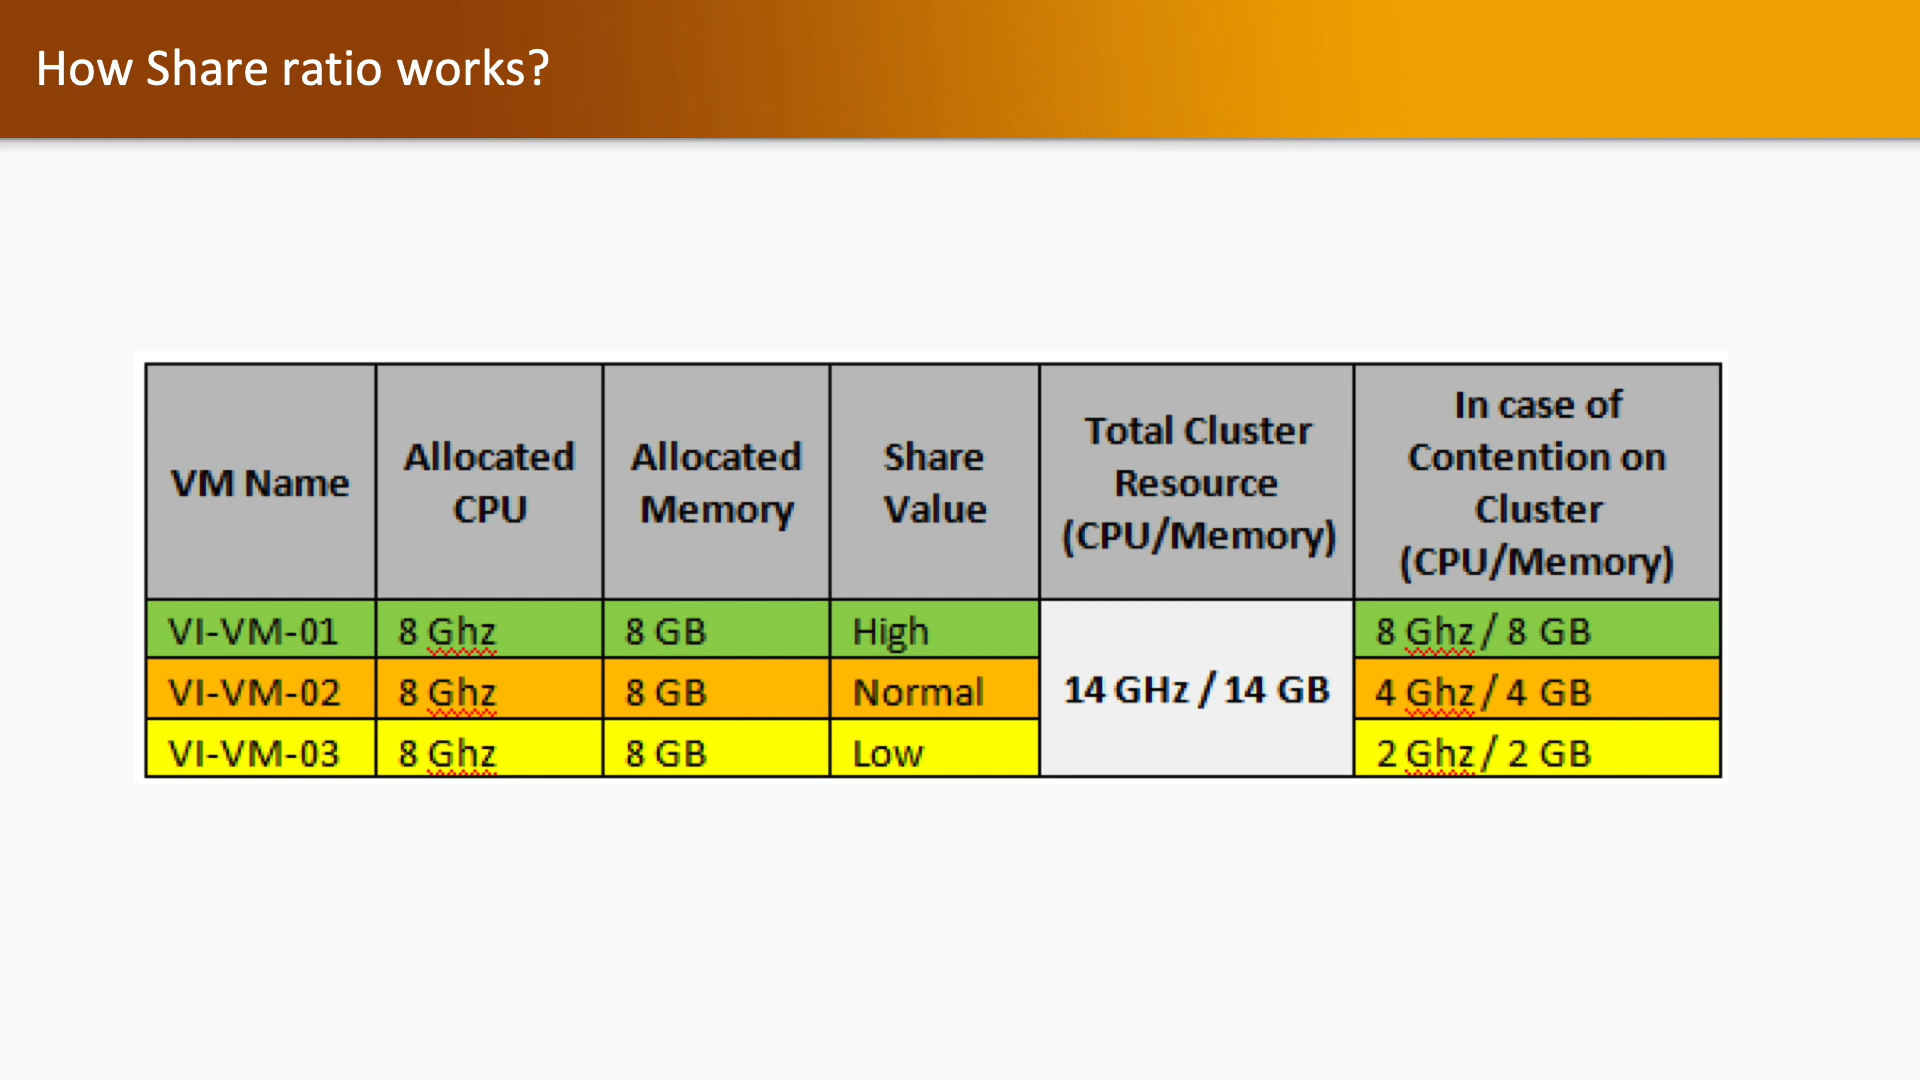 How Share ratio works?
VM Name
Allocated
CPU
Allocated
Memory
Share
Value
Total Cluster
Resource
(CPU/Memory)
In case of
Contention on
Cluster
(CPU/Memory)
VI-VM-01 8 Ghz 8 GB High 8 Ghz / 8 GB
VI-VM-02 8 Ghz 8 GB Normal 14 GHz / 14 GB 4 Ghz / 4 GB
VI-VM-03 8 Ghz 8 GB Low 2 Ghz / 2 GB